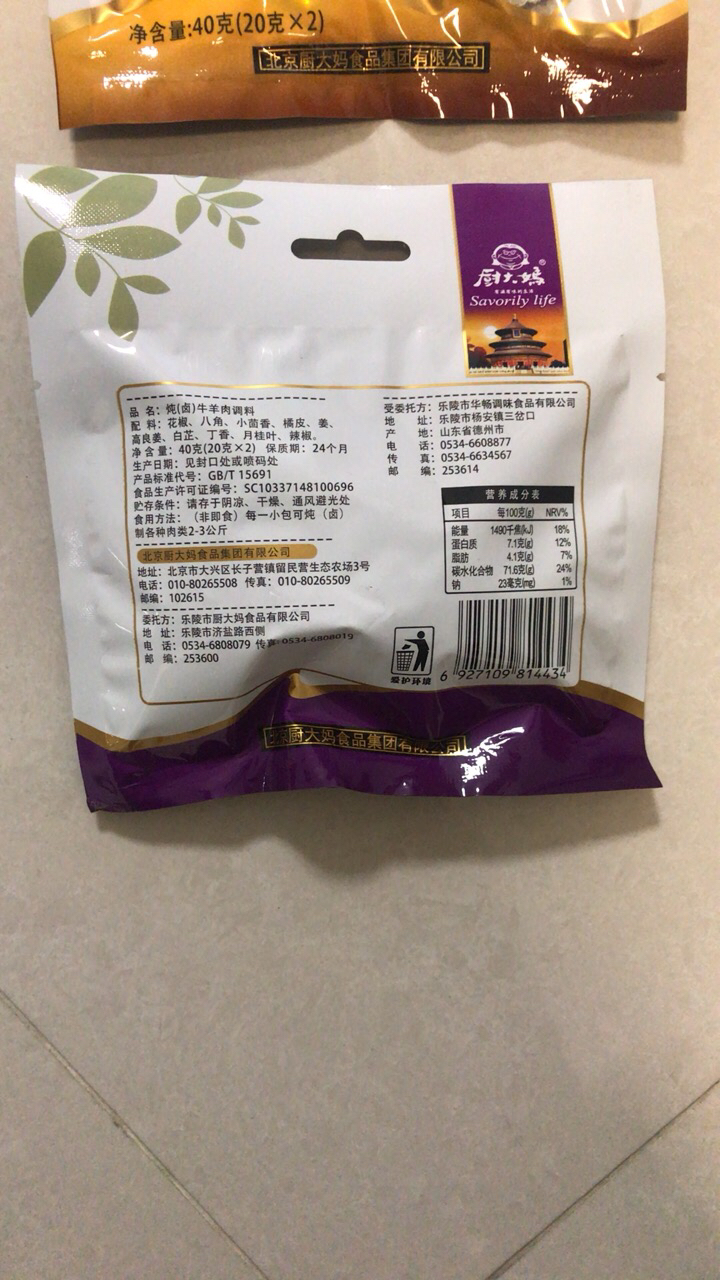 净含量:40克(20克×2)
北京厨大妈食品集团有限公司
厨大妈®
有滋有味的生活
Savorily life
品 名: 炖(卤)牛羊肉调料
配 料: 花椒、八角、小茴香、橘皮、姜、
高良姜、白芷、丁香、月桂叶、辣椒。
净 含 量: 40克(20克×2) 保质期: 24个月
生产日期: 见封口处或喷码处
产品标准代号: GB/T 15691
食品生产许可证编号: SC10337148100696
贮存条件: 请存于阴凉、干燥、通风避光处
食用方法: (非即食) 每一小包可炖 (卤)
制各种肉类2-3公斤
北京厨大妈食品集团有限公司
地址: 北京市大兴区长子营镇留民营生态农场3号
电话: 010-80265508 传真: 010-80265509
邮编: 102615
委托方: 乐陵市厨大妈食品有限公司
地 址: 乐陵市济盐路西侧
电 话: 0534-6808079 传真: 0534-6808019
邮 编: 253600
受委托方: 乐陵市华畅调味食品有限公司
地 址: 乐陵市杨安镇三岔口
产 地: 山东省德州市
电 话: 0534-6608877
传 真: 0534-6634567
邮 编: 253614
营养成分表
项目 每100克(g) NRV%
能量 1490千焦(kJ) 18%
蛋白质 7.1克(g) 12%
脂肪 4.1克(g) 7%
碳水化合物 71.6克(g) 24%
钠 23毫克(mg) 1%
爱护环境
6 927109 814434
北京厨大妈食品集团有限公司